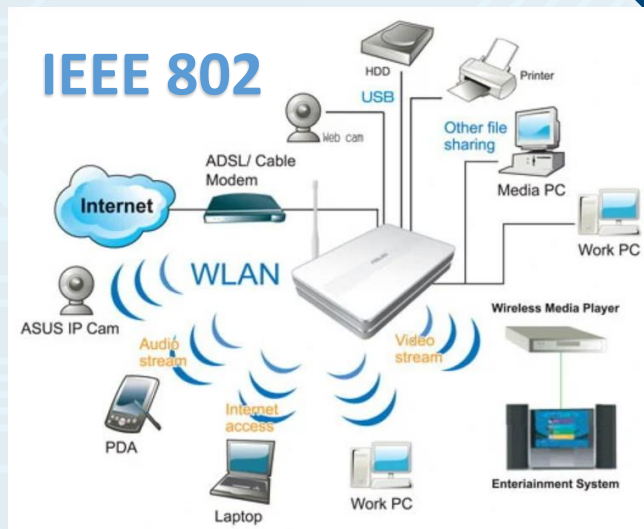 IEEE 802
HDD
Printer
USB
Web cam
Other file
sharing
ADSL/ Cable
Modem
Media PC
Internet
Work PC
WLAN
ASUS IP Cam
Wireless Media Player
Audio
stream
Video
stream
Internet
access
PDA
Laptop
Work PC
Enteriainment System